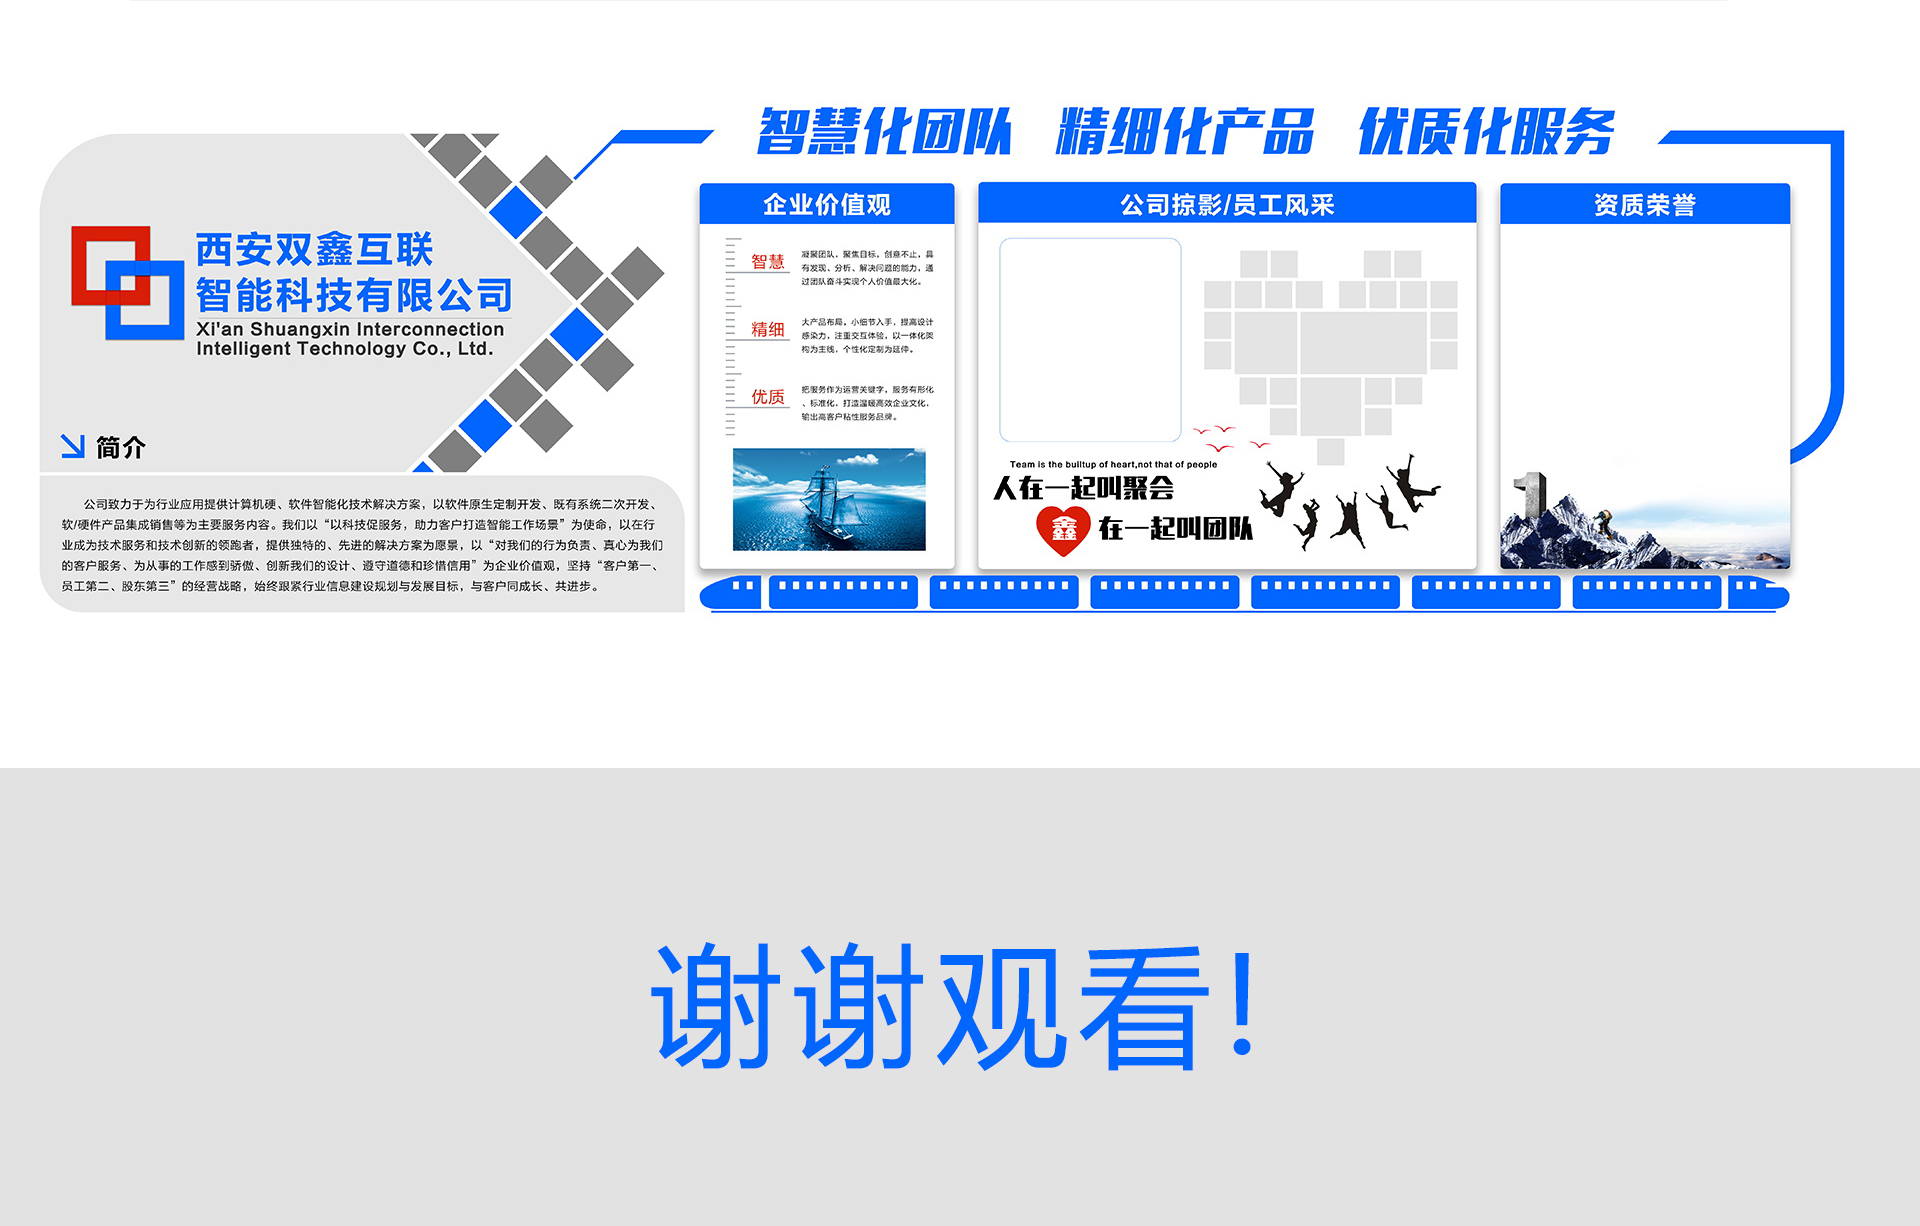 智慧化团队 精细化产品 优质化服务
西安双鑫互联
智能科技有限公司
Xi'an Shuangxin Interconnection
Intelligent Technology Co., Ltd.
简介
公司致力于为行业应用提供计算机硬、软件智能化技术解决方案，以软件原生定制开发、既有系统二次开发、
软/硬件产品集成销售等为主要服务内容。我们以“以科技促服务，助力客户打造智能工作场景”为使命，以在行
业成为技术服务和技术创新的领跑者，提供独特的、先进的解决方案为愿景，以“对我们的行为负责、真心为我们
的客户服务、为从事的工作感到骄傲、创新我们的设计、遵守道德和珍惜信用”为企业价值观，坚持“客户第一、
员工第二、股东第三”的经营战略，始终跟紧行业信息建设规划与发展目标，与客户同成长、共进步。
企业价值观
智慧
凝聚团队，聚焦目标，创意不止，具
有发现、分析、解决问题的能力，通
过团队奋斗实现个人价值最大化。
精细
大产品布局，小细节入手，提高设计
感染力，注重交互体验，以一体化架
构为主线，个性化定制为延伸。
优质
把服务作为运营关键字，服务有形化
、标准化，打造温暖高效企业文化，
输出高客户粘性服务品牌。
公司掠影/员工风采
Team is the builtup of heart,not that of people
人在一起叫聚会
鑫在一起叫团队
资质荣誉
1
谢谢观看!